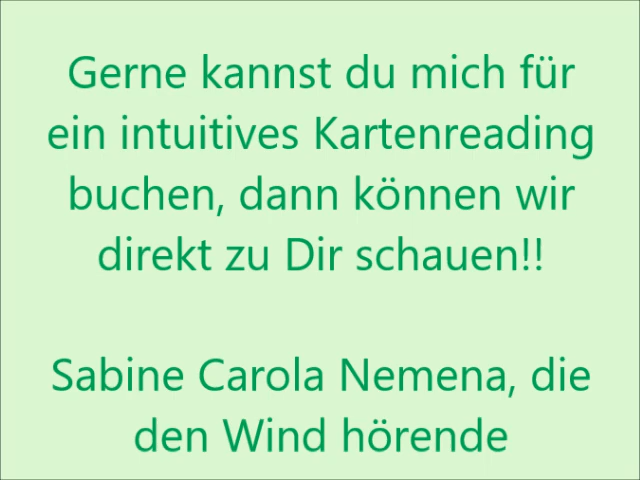 Gerne kannst du mich für
ein intuitives Kartenreading
buchen, dann können wir
direkt zu Dir schauen!!
Sabine Carola Nemena, die
den Wind hörende